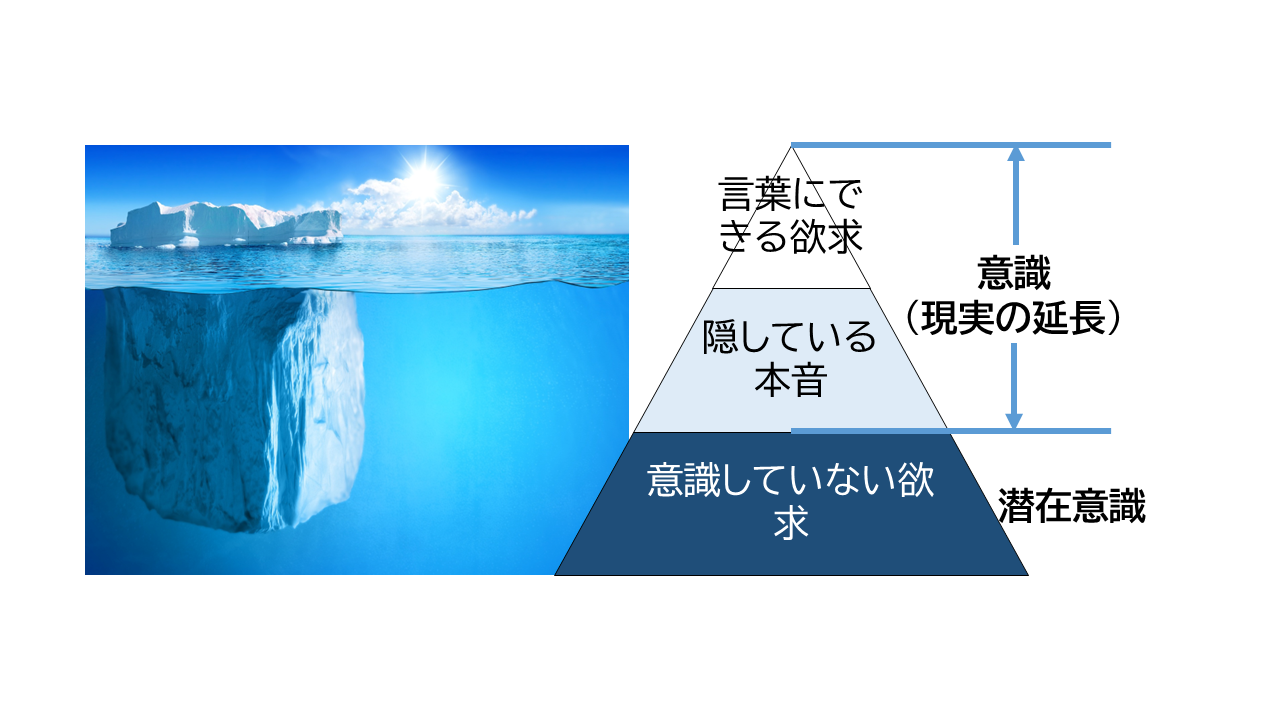 言葉にで
きる欲求
隠している
本音
意識していない欲
求
意識
（現実の延長）
潜在意識